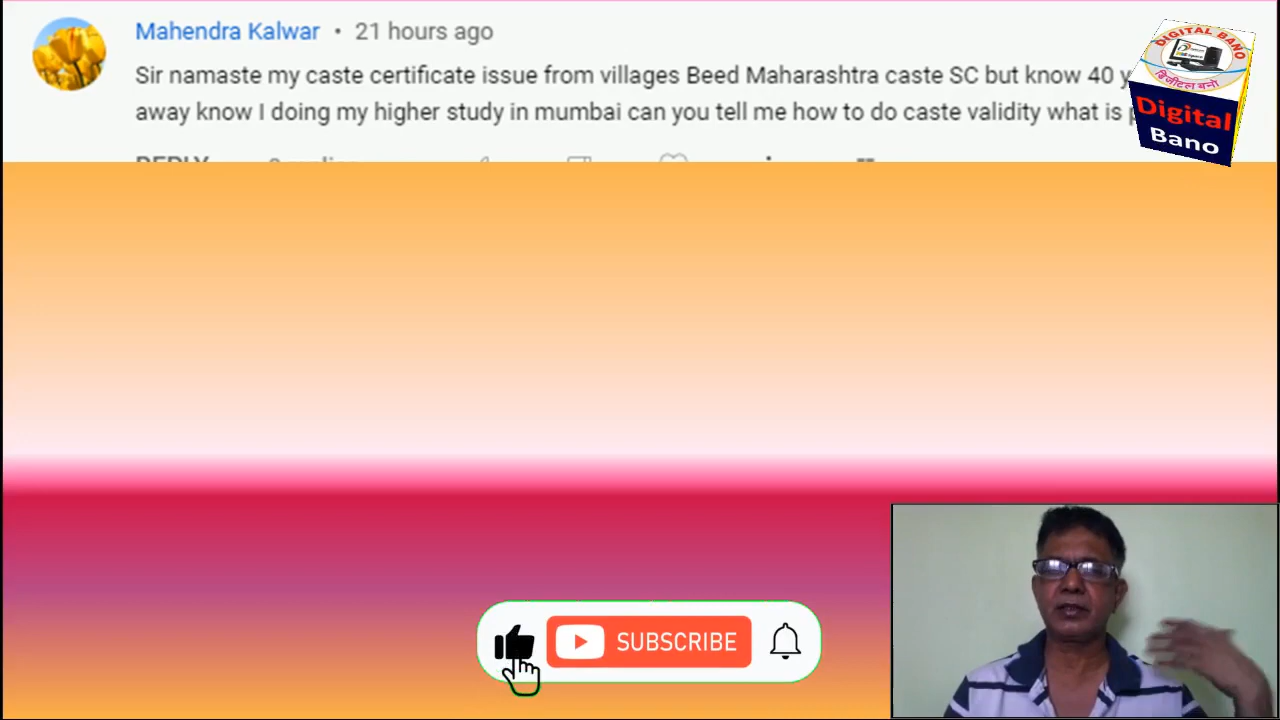 Mahendra Kalwar • 21 hours ago
Sir namaste my caste certificate issue from villages Beed Maharashtra caste SC but know 40
away know I doing my higher study in mumbai can you tell me how to do caste validity what is
REPLY
DIGITAL BANO
डिजीटल बनो
Digital
Bano
SUBSCRIBE